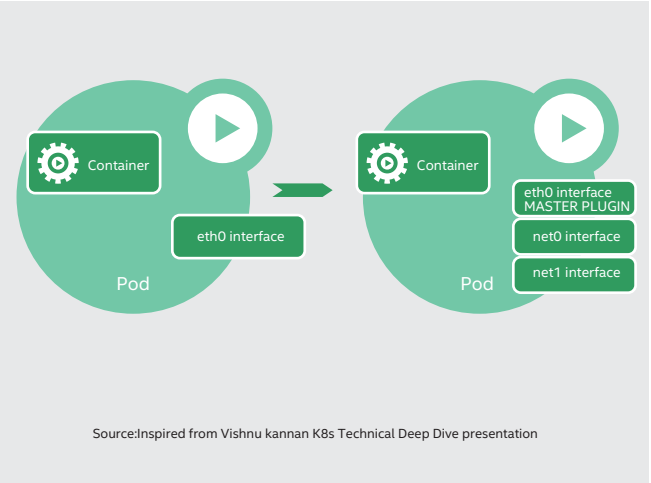 Container
eth0 interface
Pod
Container
eth0 interface
MASTER PLUGIN
net0 interface
net1 interface
Pod
Source:Inspired from Vishnu kannan K8s Technical Deep Dive presentation